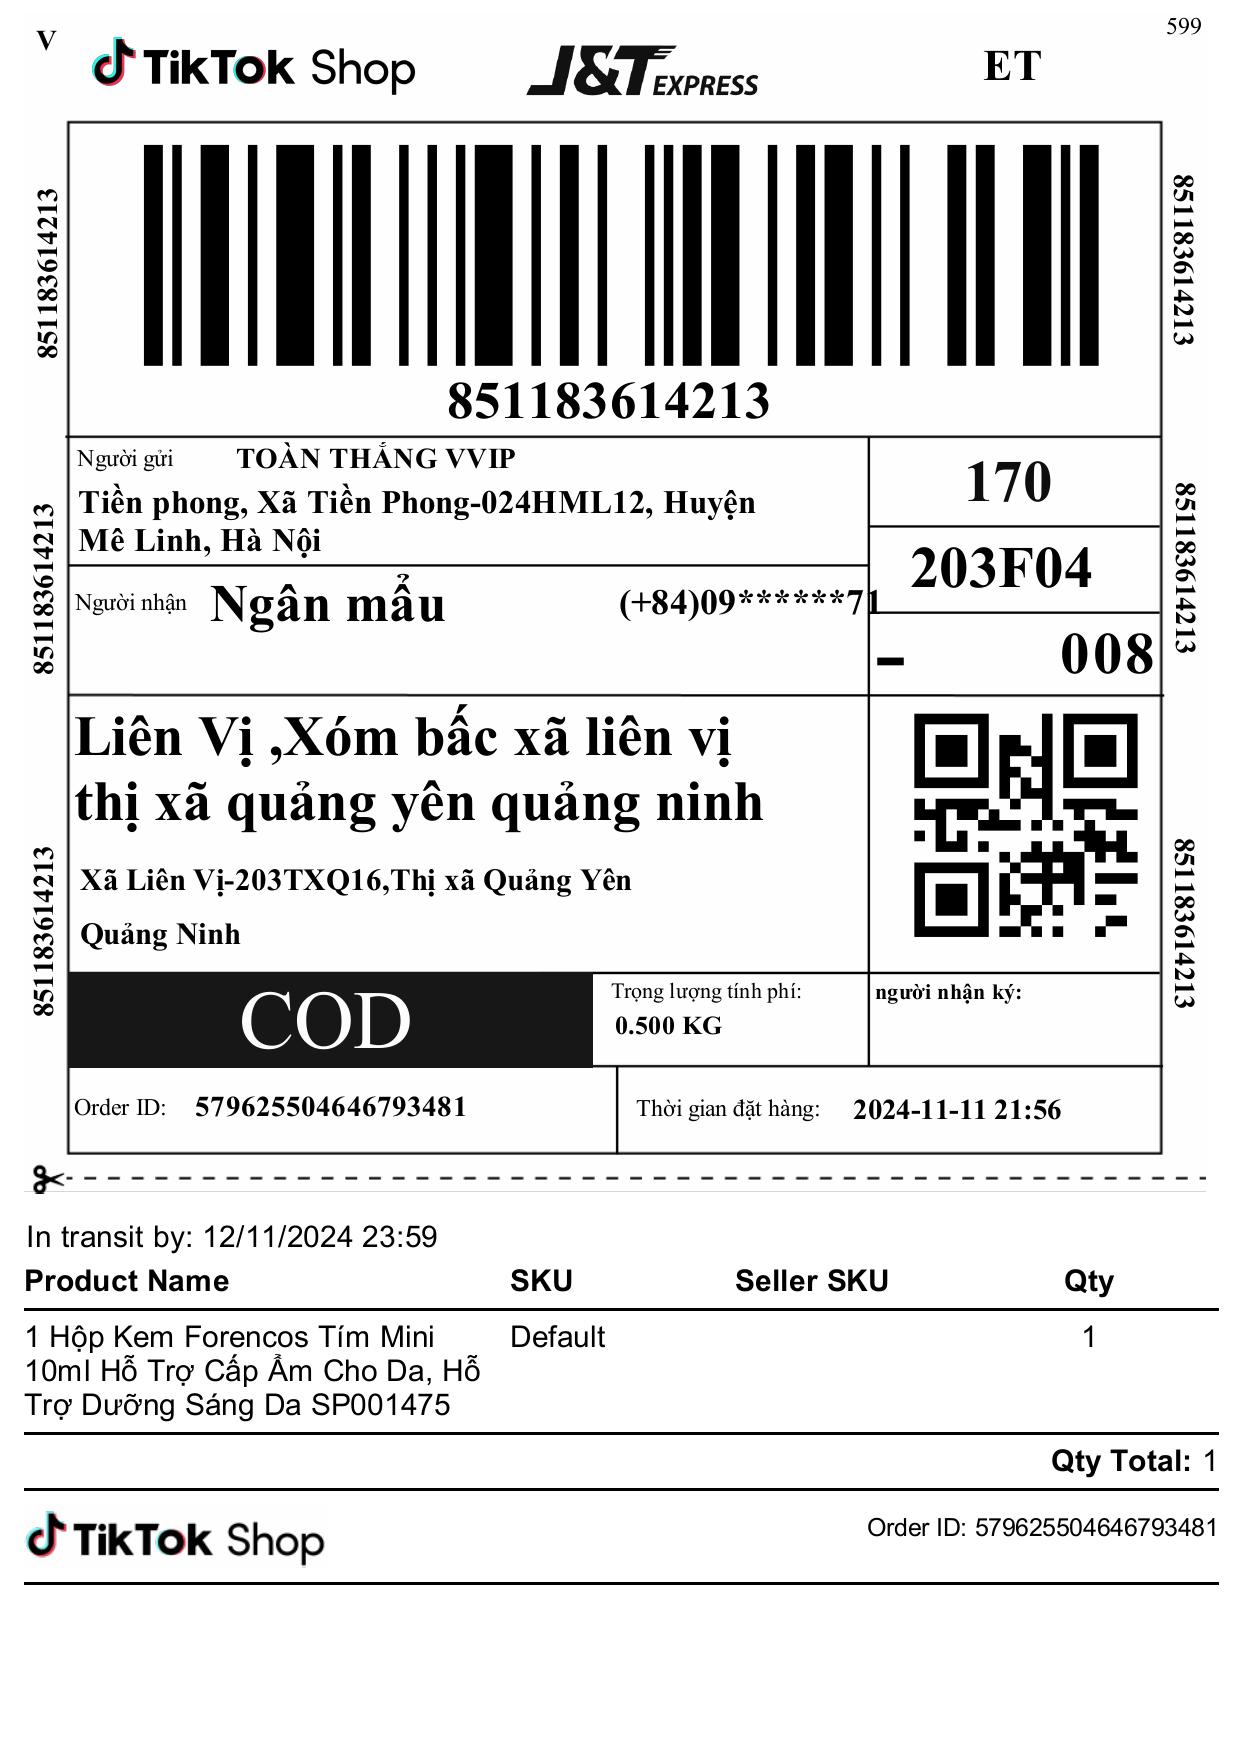 V
TikTok Shop
J&T EXPRESS
ET
599
851183614213
851183614213
851183614213
851183614213
851183614213
851183614213
851183614213
Người gửi TOÀN THẮNG VVIP
Tiền phong, Xã Tiền Phong-024HML12, Huyện
Mê Linh, Hà Nội
170
203F04
- 008
Người nhận Ngân mẩu (+84)09******71
Liên Vị ,Xóm bấc xã liên vị
thị xã quảng yên quảng ninh
Xã Liên Vị-203TXQ16,Thị xã Quảng Yên
Quảng Ninh
COD
Trọng lượng tính phí:
0.500 KG
người nhận ký:
Order ID: 579625504646793481
Thời gian đặt hàng: 2024-11-11 21:56
In transit by: 12/11/2024 23:59
Product Name SKU Seller SKU Qty
1 Hộp Kem Forencos Tím Mini Default 1
10ml Hỗ Trợ Cấp Ẩm Cho Da, Hỗ
Trợ Dưỡng Sáng Da SP001475
Qty Total: 1
TikTok Shop
Order ID: 579625504646793481